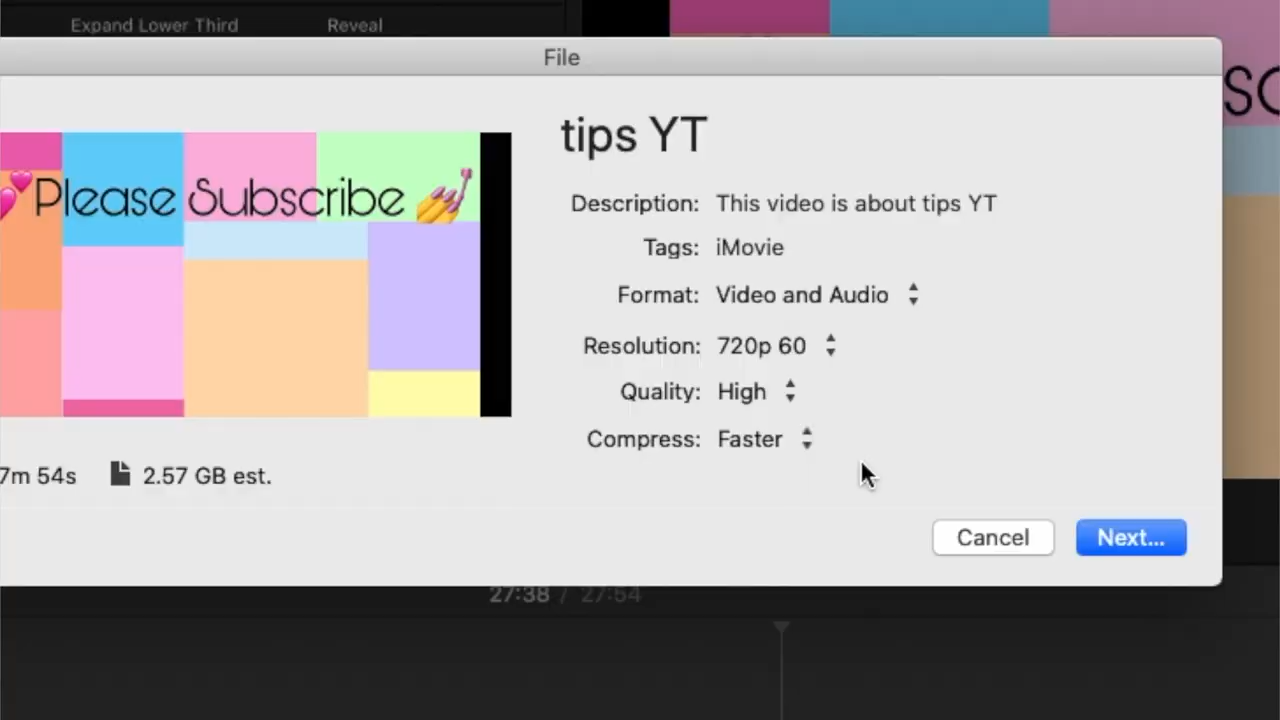 Expand Lower Third Reveal
File
tips YT
Please Subscribe
Description: This video is about tips YT
Tags: iMovie
Format: Video and Audio
Resolution: 720p 60
Quality: High
Compress: Faster
7m 54s 2.57 GB est.
Cancel Next...
27:38 / 27:54